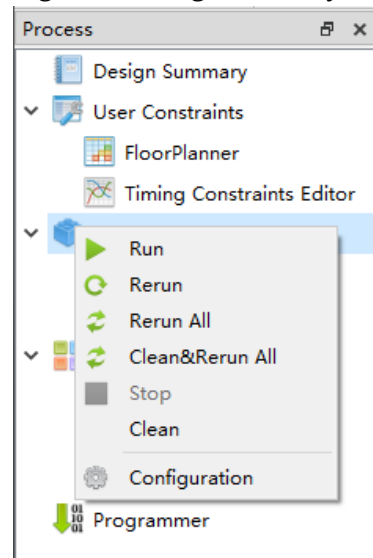 Process
Design Summary
User Constraints
FloorPlanner
Timing Constraints Editor
Run
Rerun
Rerun All
Clean&Rerun All
Stop
Clean
Configuration
Programmer